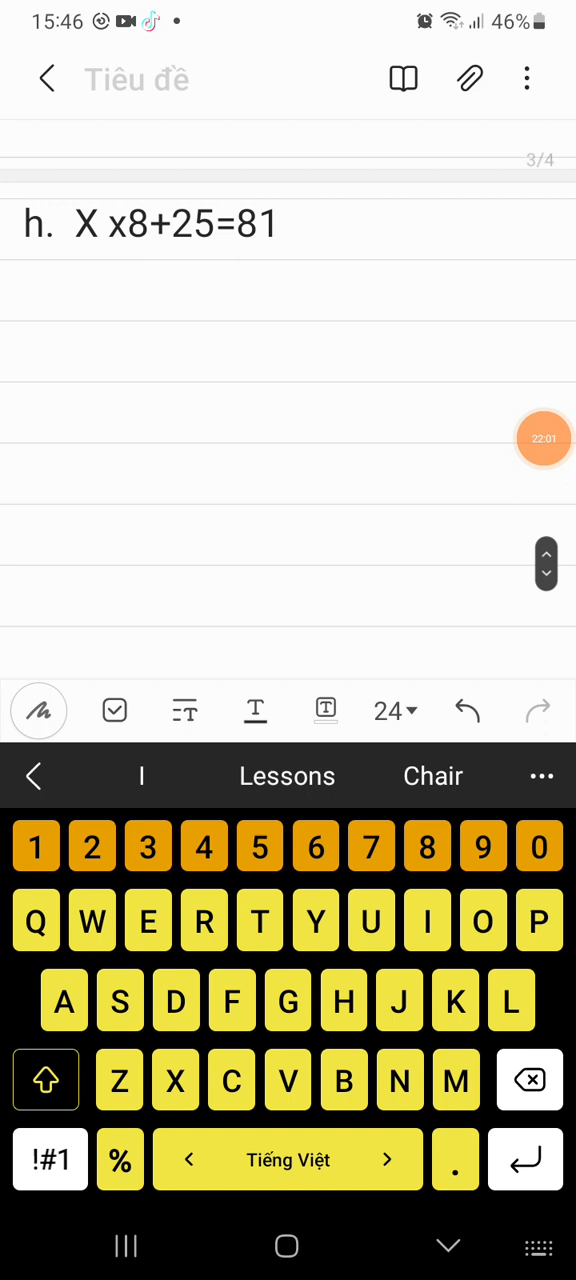 15:46 46%
Tiêu đề
3/4
h. X x8+25=81
22:01
24
I Lessons Chair
1 2 3 4 5 6 7 8 9 0
Q W E R T Y U I O P
A S D F G H J K L
Z X C V B N M
!#1 % < Tiếng Việt > .